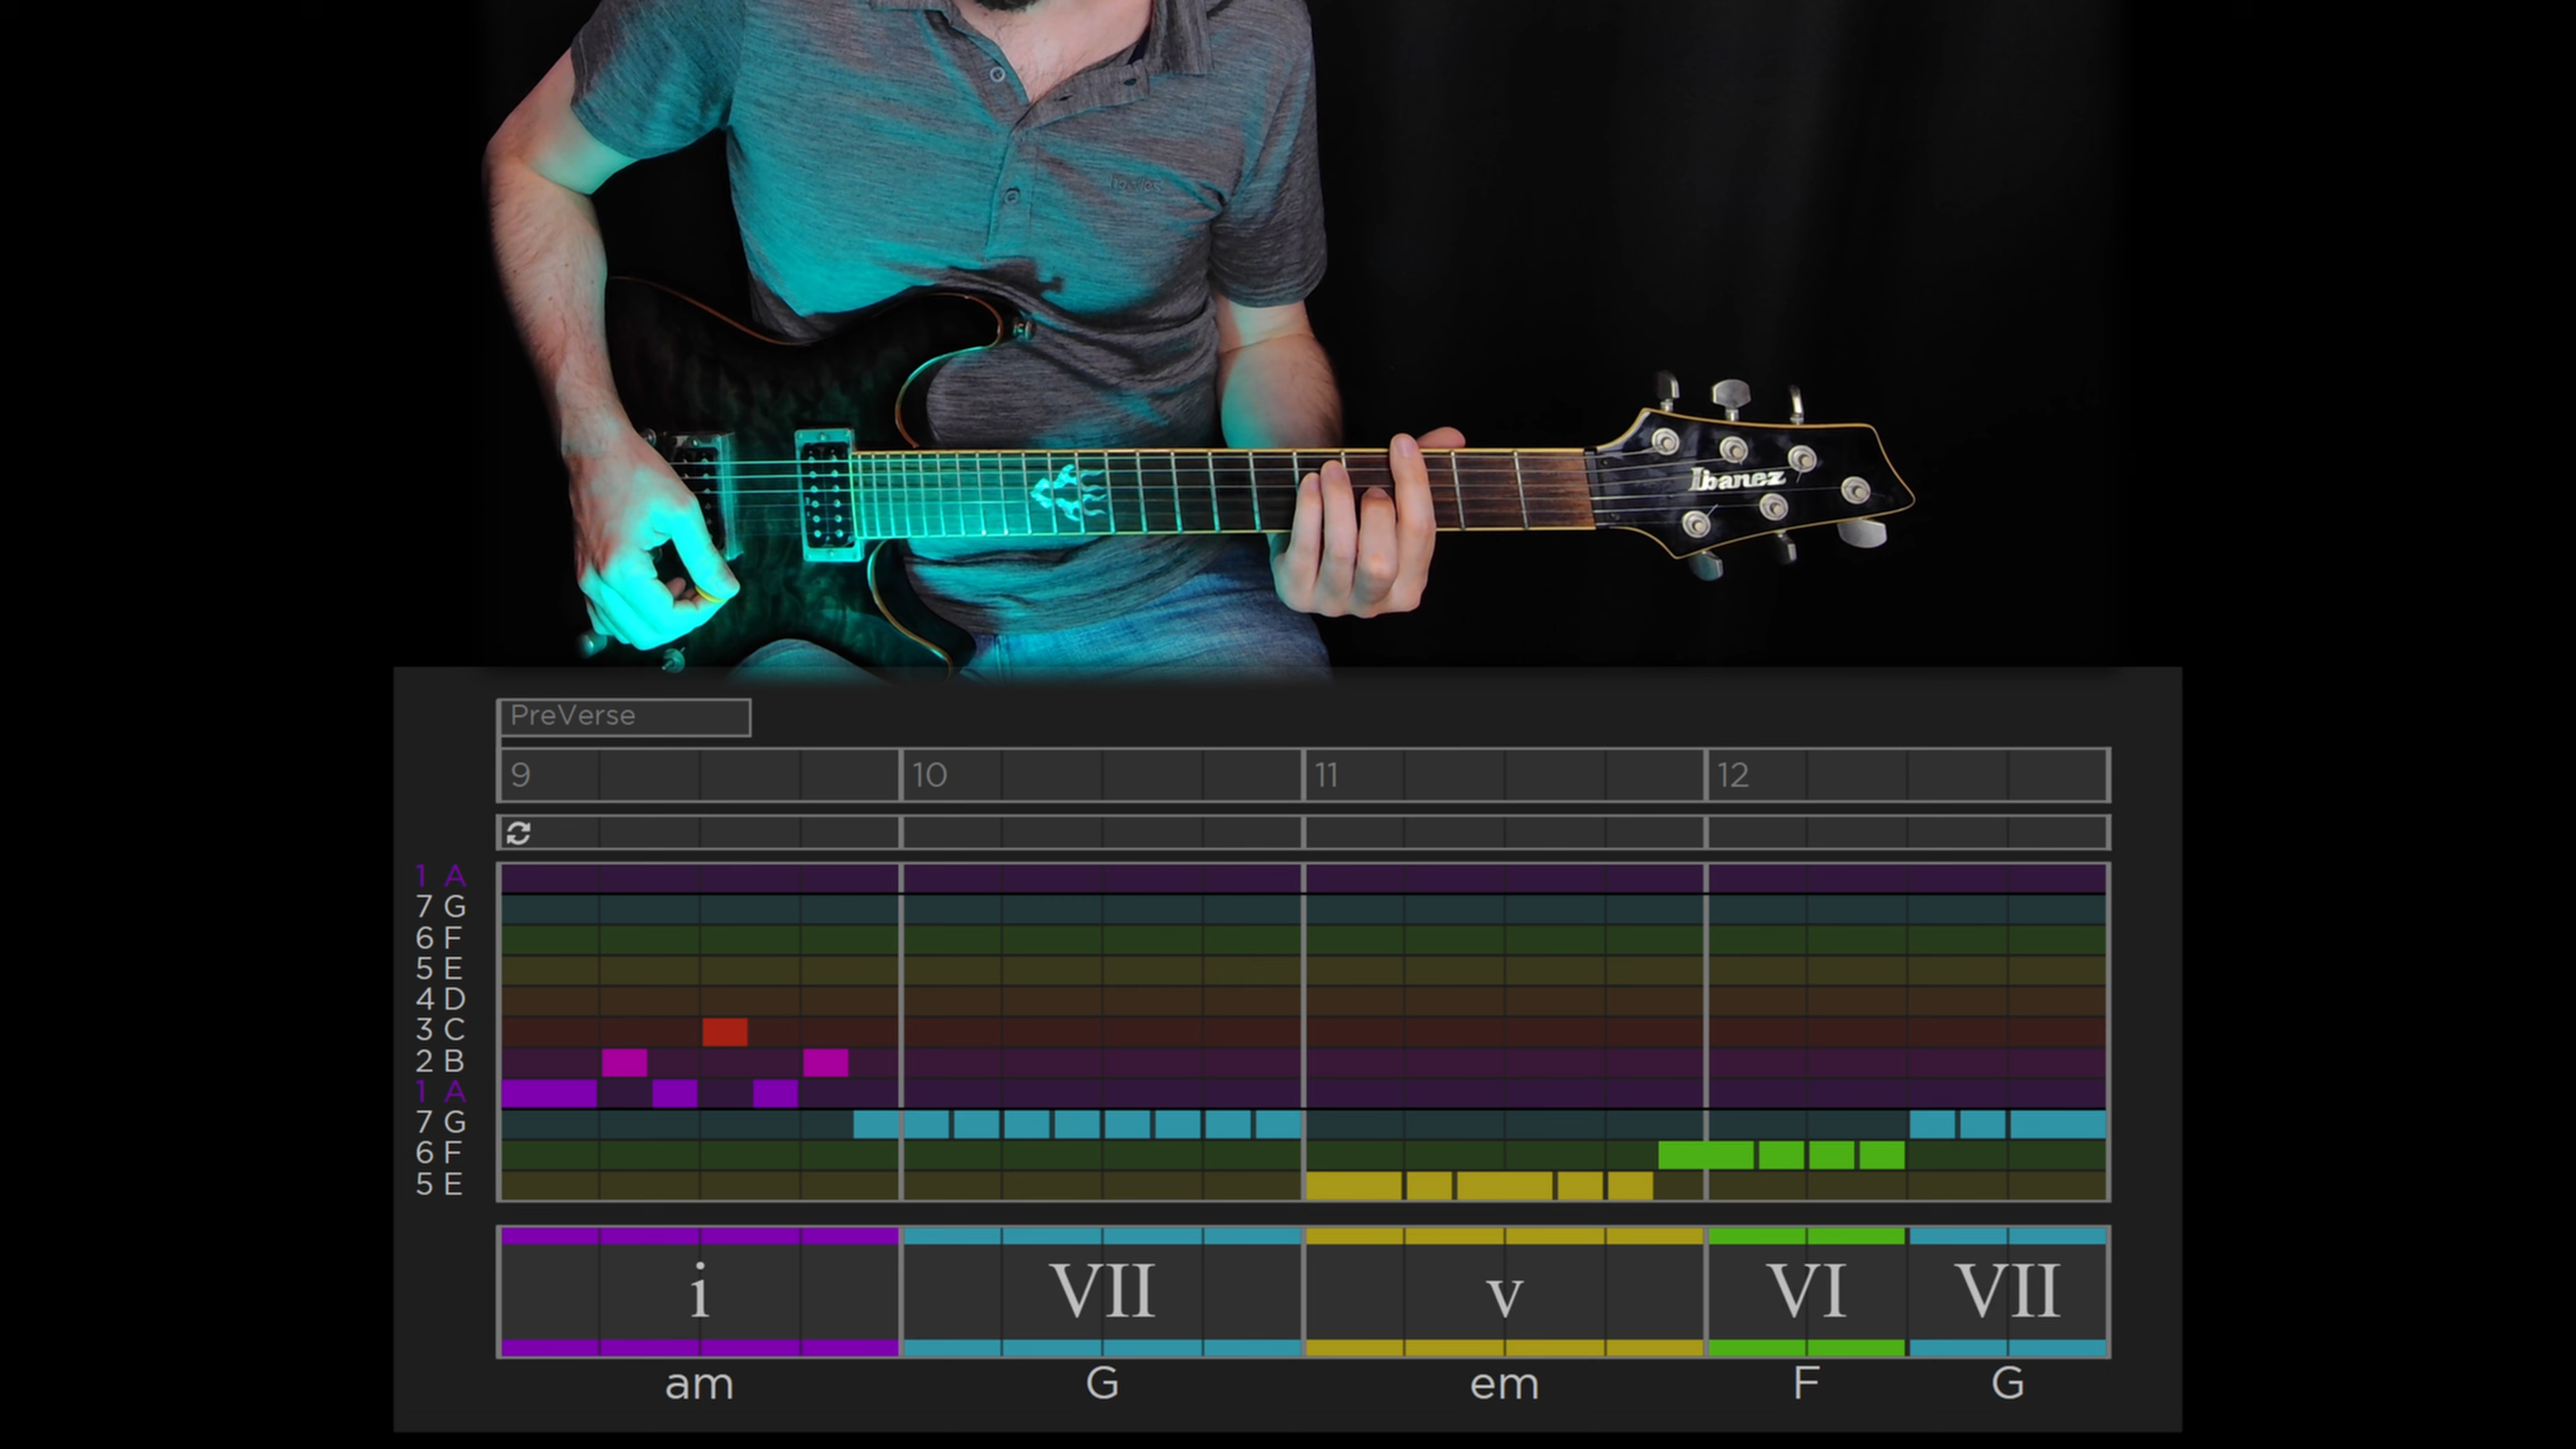 Ibanez
PreVerse
9 10 11 12
1 A
7 G
6 F
5 E
4 D
3 C
2 B
1 A
7 G
6 F
5 E
i VII v VI VII
am G em F G